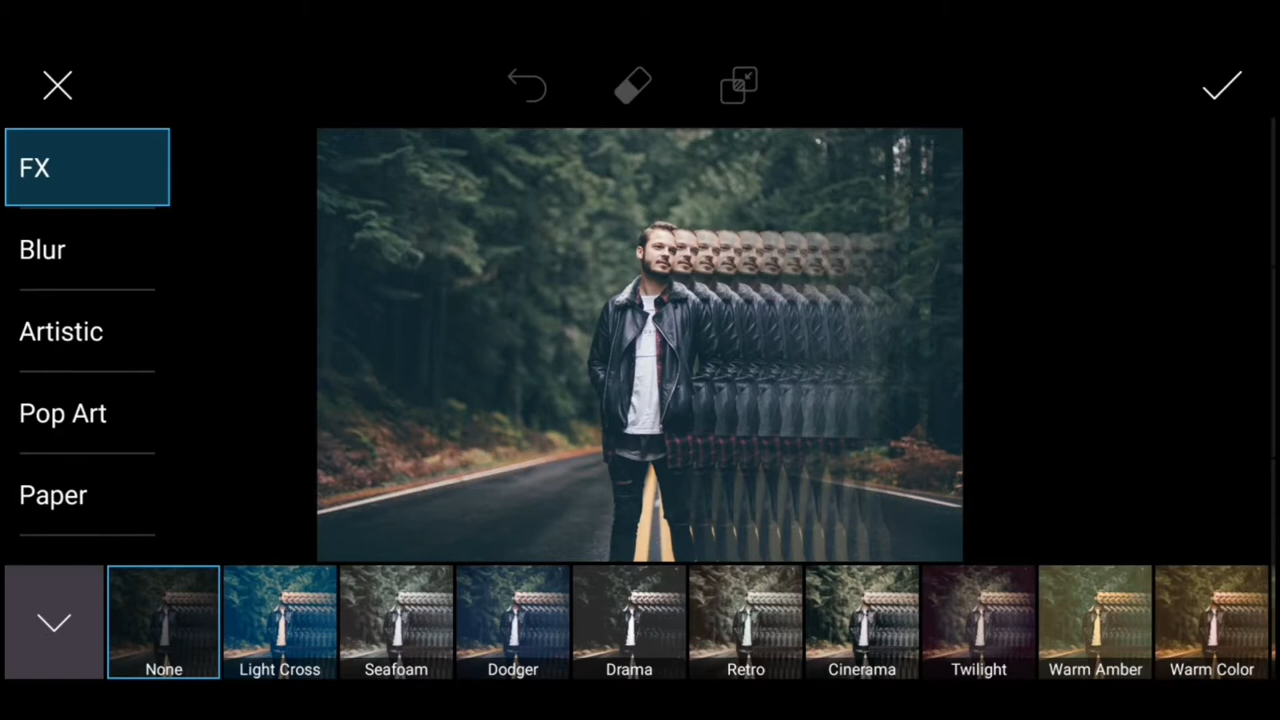 FX
Blur
Artistic
Pop Art
Paper
None
Light Cross
Seafoam
Dodger
Drama
Retro
Cinerama
Twilight
Warm Amber
Warm Color